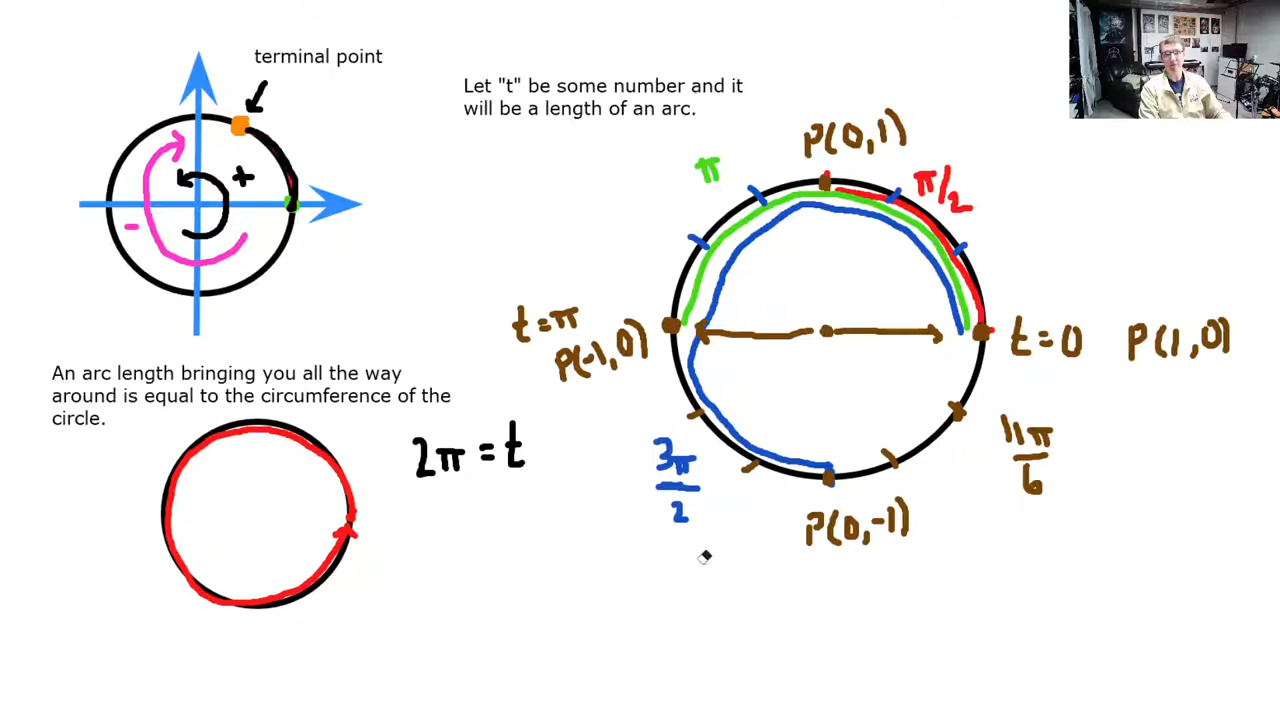 terminal point
+
-
Let "t" be some number and it
will be a length of an arc.
P(0,1)
π
π/2
t=π
P(-1,0)
t=0 P(1,0)
An arc length bringing you all the way
around is equal to the circumference of the
circle.
2π=t
3π/2
11π/6
P(0,-1)